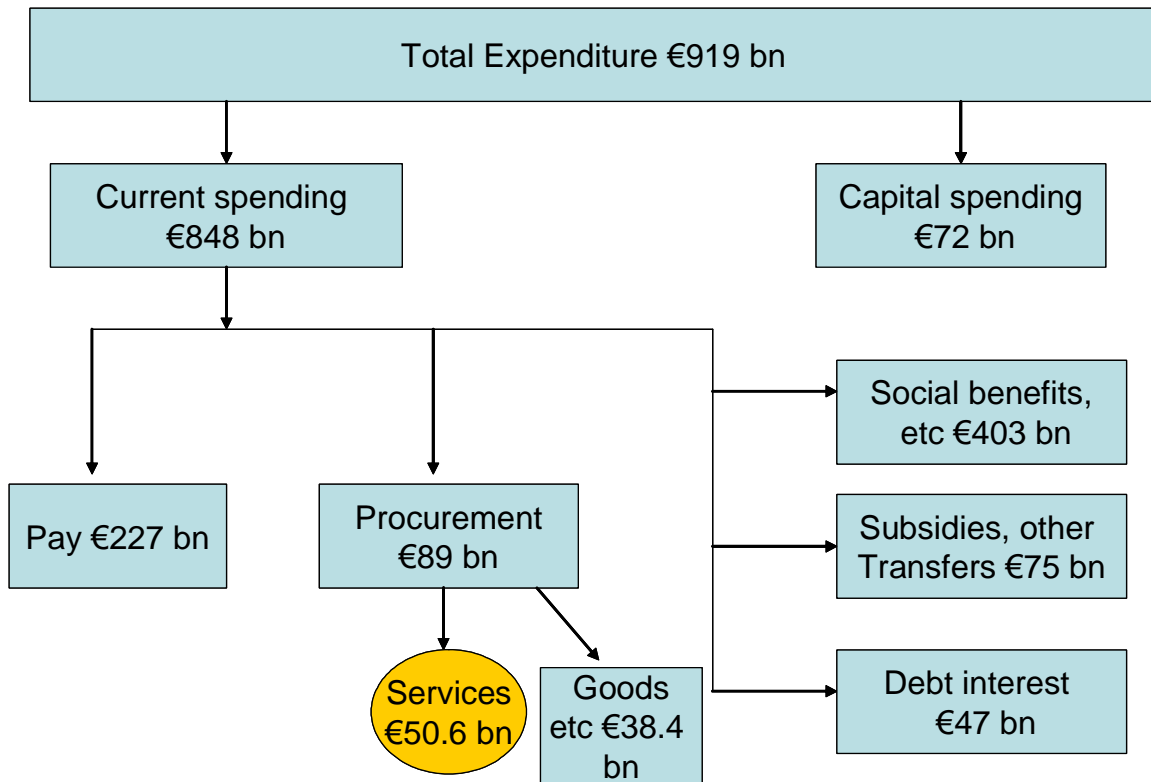 Total Expenditure €919 bn
Current spending
€848 bn
Capital spending
€72 bn
Pay €227 bn
Procurement
€89 bn
Social benefits,
etc €403 bn
Subsidies, other
Transfers €75 bn
Services
€50.6 bn
Goods
etc €38.4
bn
Debt interest
€47 bn